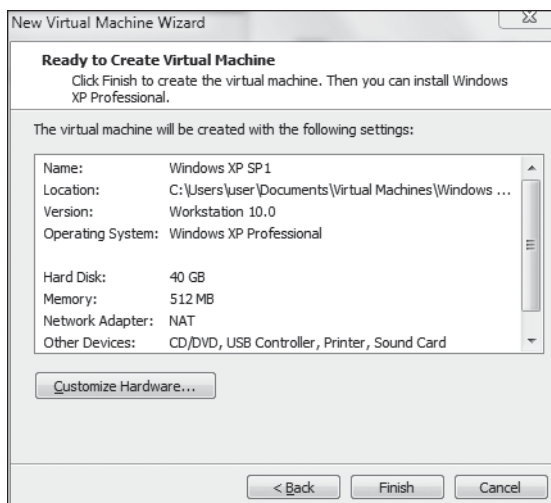 New Virtual Machine Wizard
Ready to Create Virtual Machine
Click Finish to create the virtual machine. Then you can install Windows
XP Professional.
The virtual machine will be created with the following settings:
Name: Windows XP SP1
Location: C:\Users\user\Documents\Virtual Machines\Windows ...
Version: Workstation 10.0
Operating System: Windows XP Professional
Hard Disk: 40 GB
Memory: 512 MB
Network Adapter: NAT
Other Devices: CD/DVD, USB Controller, Printer, Sound Card
Customize Hardware...
< Back Finish Cancel